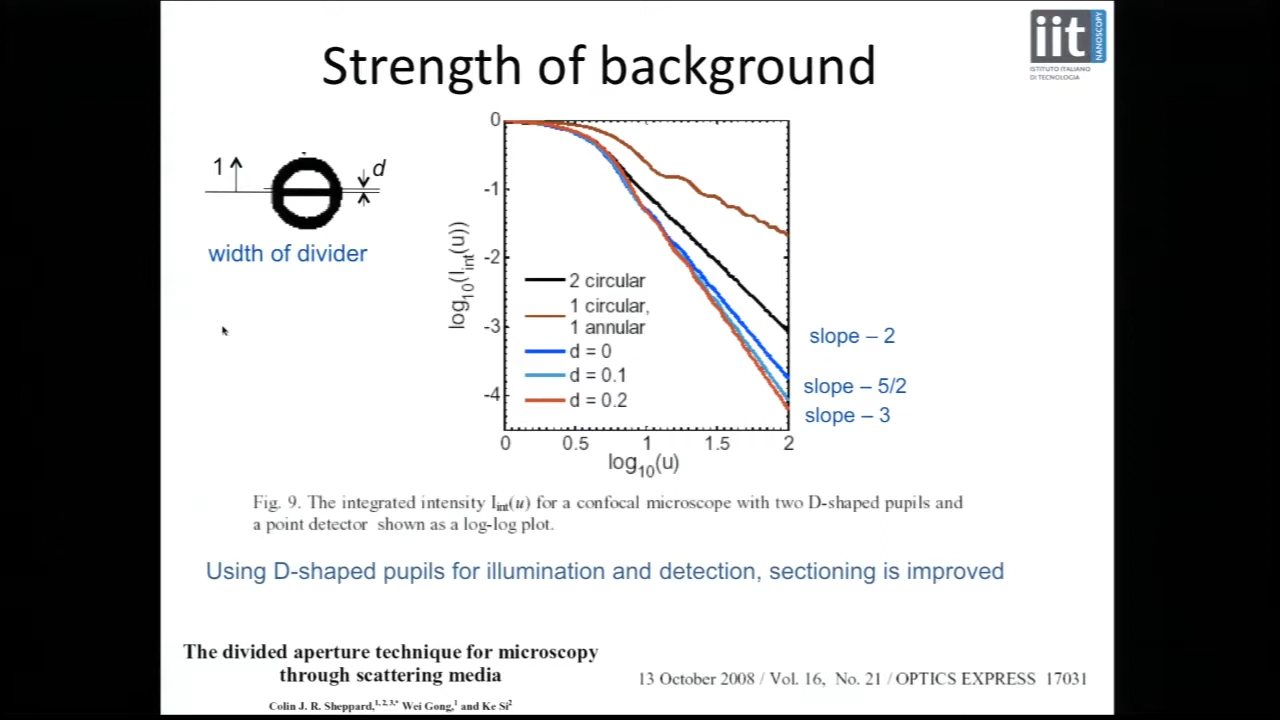 Strength of background
iit
NANOSCOPY
ISTITUTO ITALIANO
DI TECNOLOGIA
1
d
width of divider
0
-1
-2
-3
-4
log10(Iint(u))
2 circular
1 circular,
1 annular
d = 0
d = 0.1
d = 0.2
0 0.5 1 1.5 2
log10(u)
slope – 2
slope – 5/2
slope – 3
Fig. 9. The integrated intensity Iint(u) for a confocal microscope with two D-shaped pupils and
a point detector shown as a log-log plot.
Using D-shaped pupils for illumination and detection, sectioning is improved
The divided aperture technique for microscopy
through scattering media
Colin J. R. Sheppard,1,2,3,* Wei Gong,1 and Ke Si2
13 October 2008 / Vol. 16, No. 21 / OPTICS EXPRESS 17031